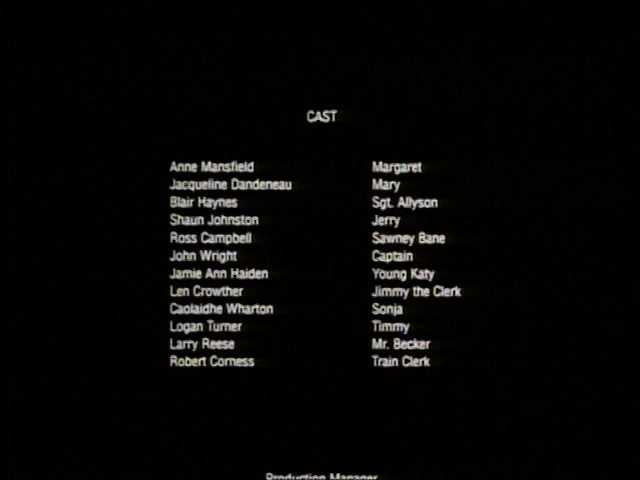 CAST
Anne Mansfield Margaret
Jacqueline Dandeneau Mary
Blair Haynes Sgt. Allyson
Shaun Johnston Jerry
Ross Campbell Sawney Bane
John Wright Captain
Jamie Ann Haiden Young Katy
Len Crowther Jimmy the Clerk
Caolaidhe Wharton Sonja
Logan Turner Timmy
Larry Reese Mr. Becker
Robert Corness Train Clerk
Production Manager